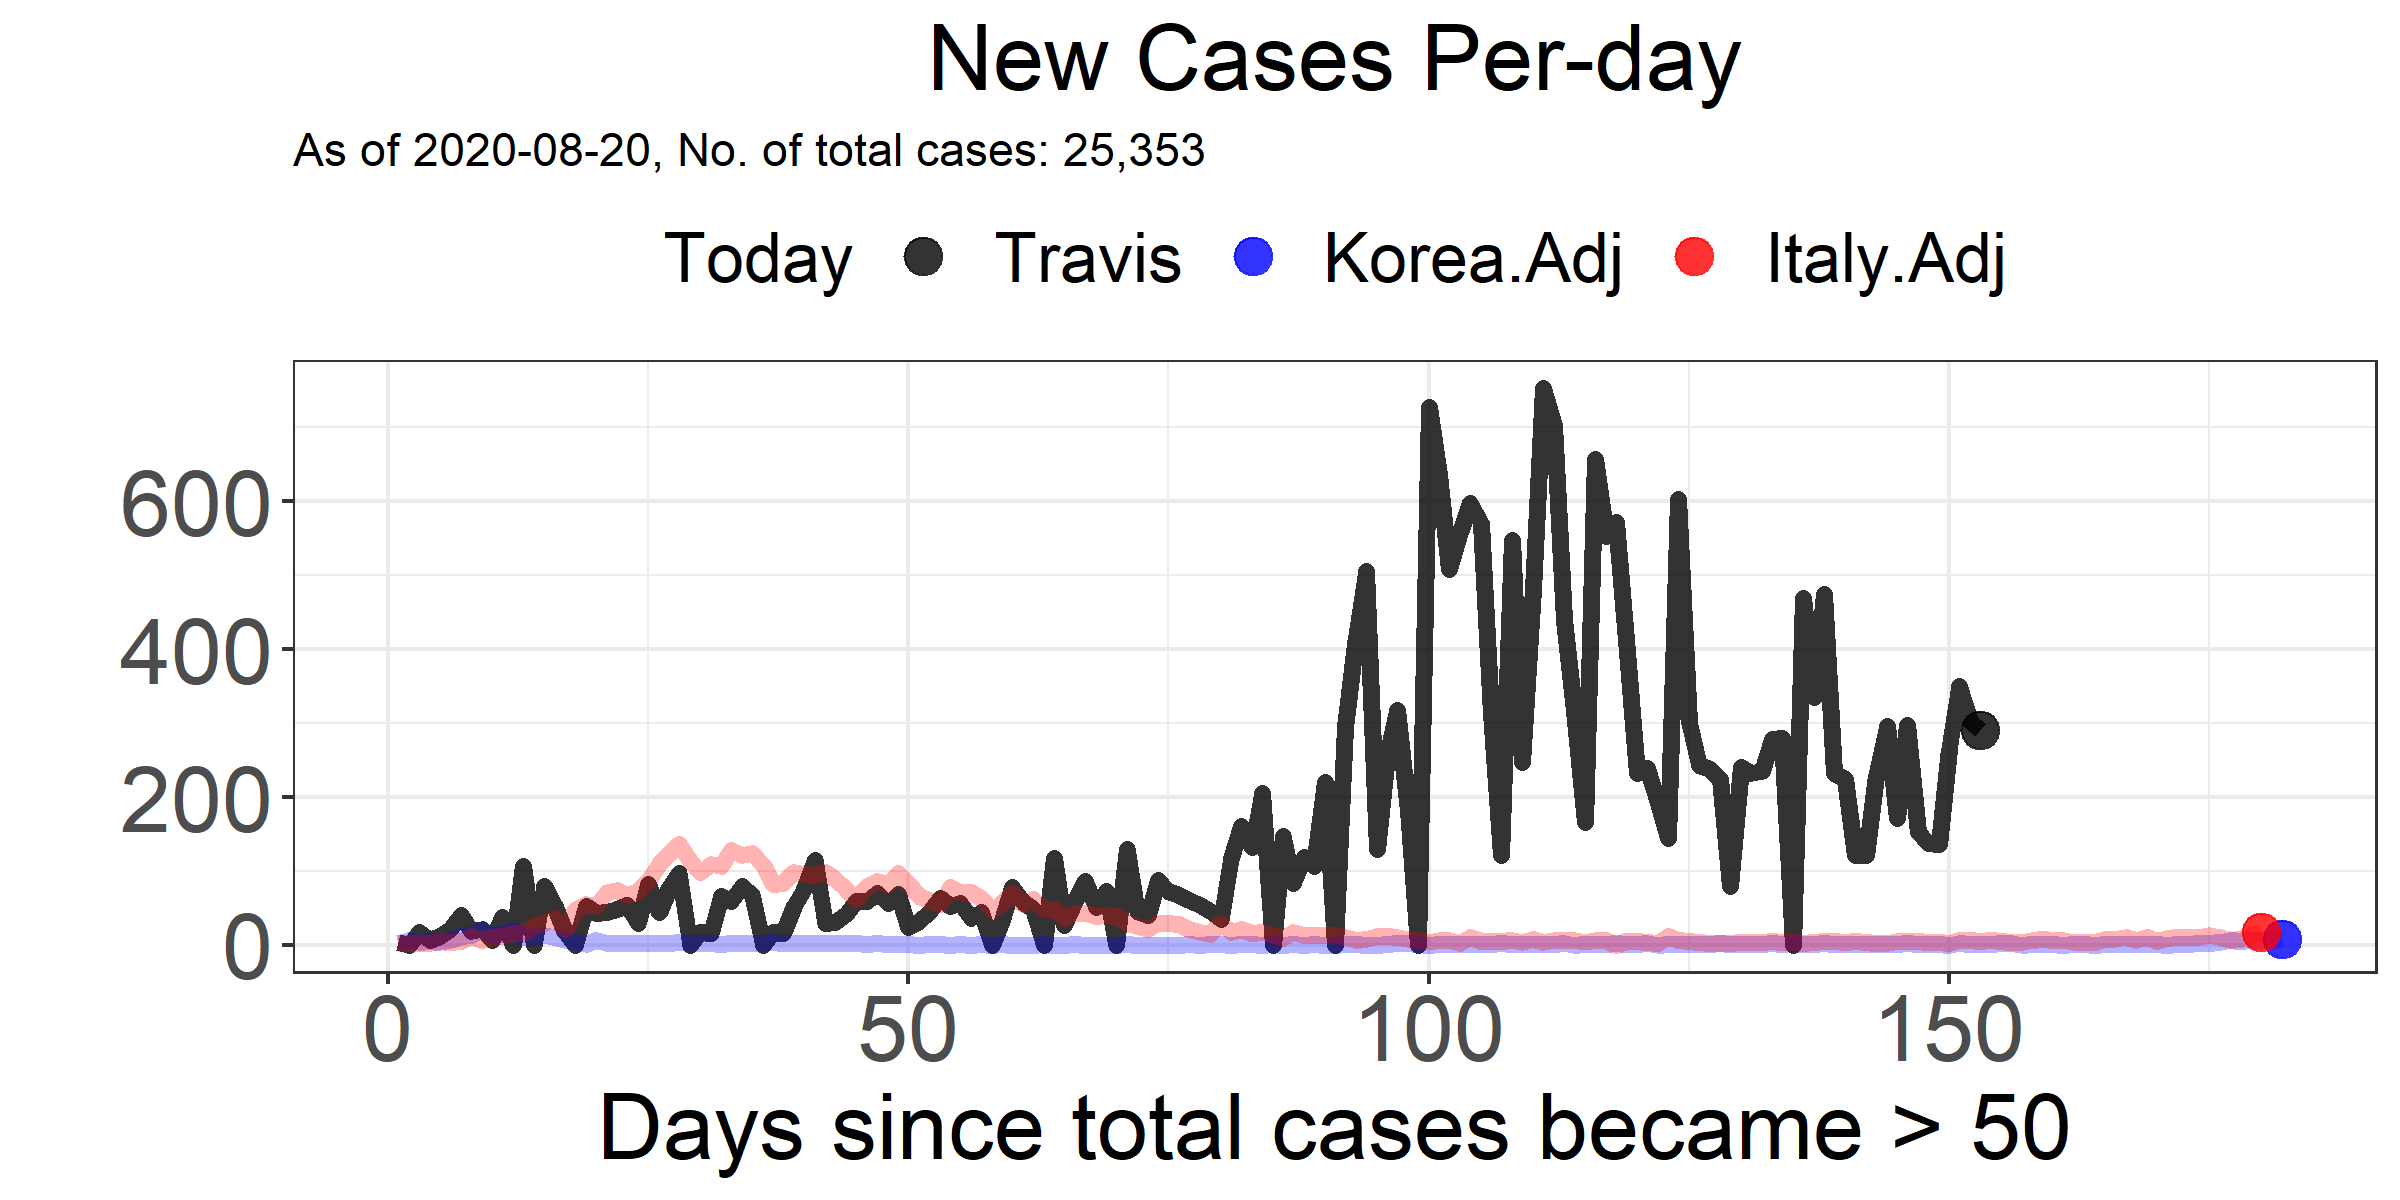 New Cases Per-day
As of 2020-08-20, No. of total cases: 25,353
Today Travis Korea.Adj Italy.Adj
600
400
200
0
0 50 100 150
Days since total cases became > 50